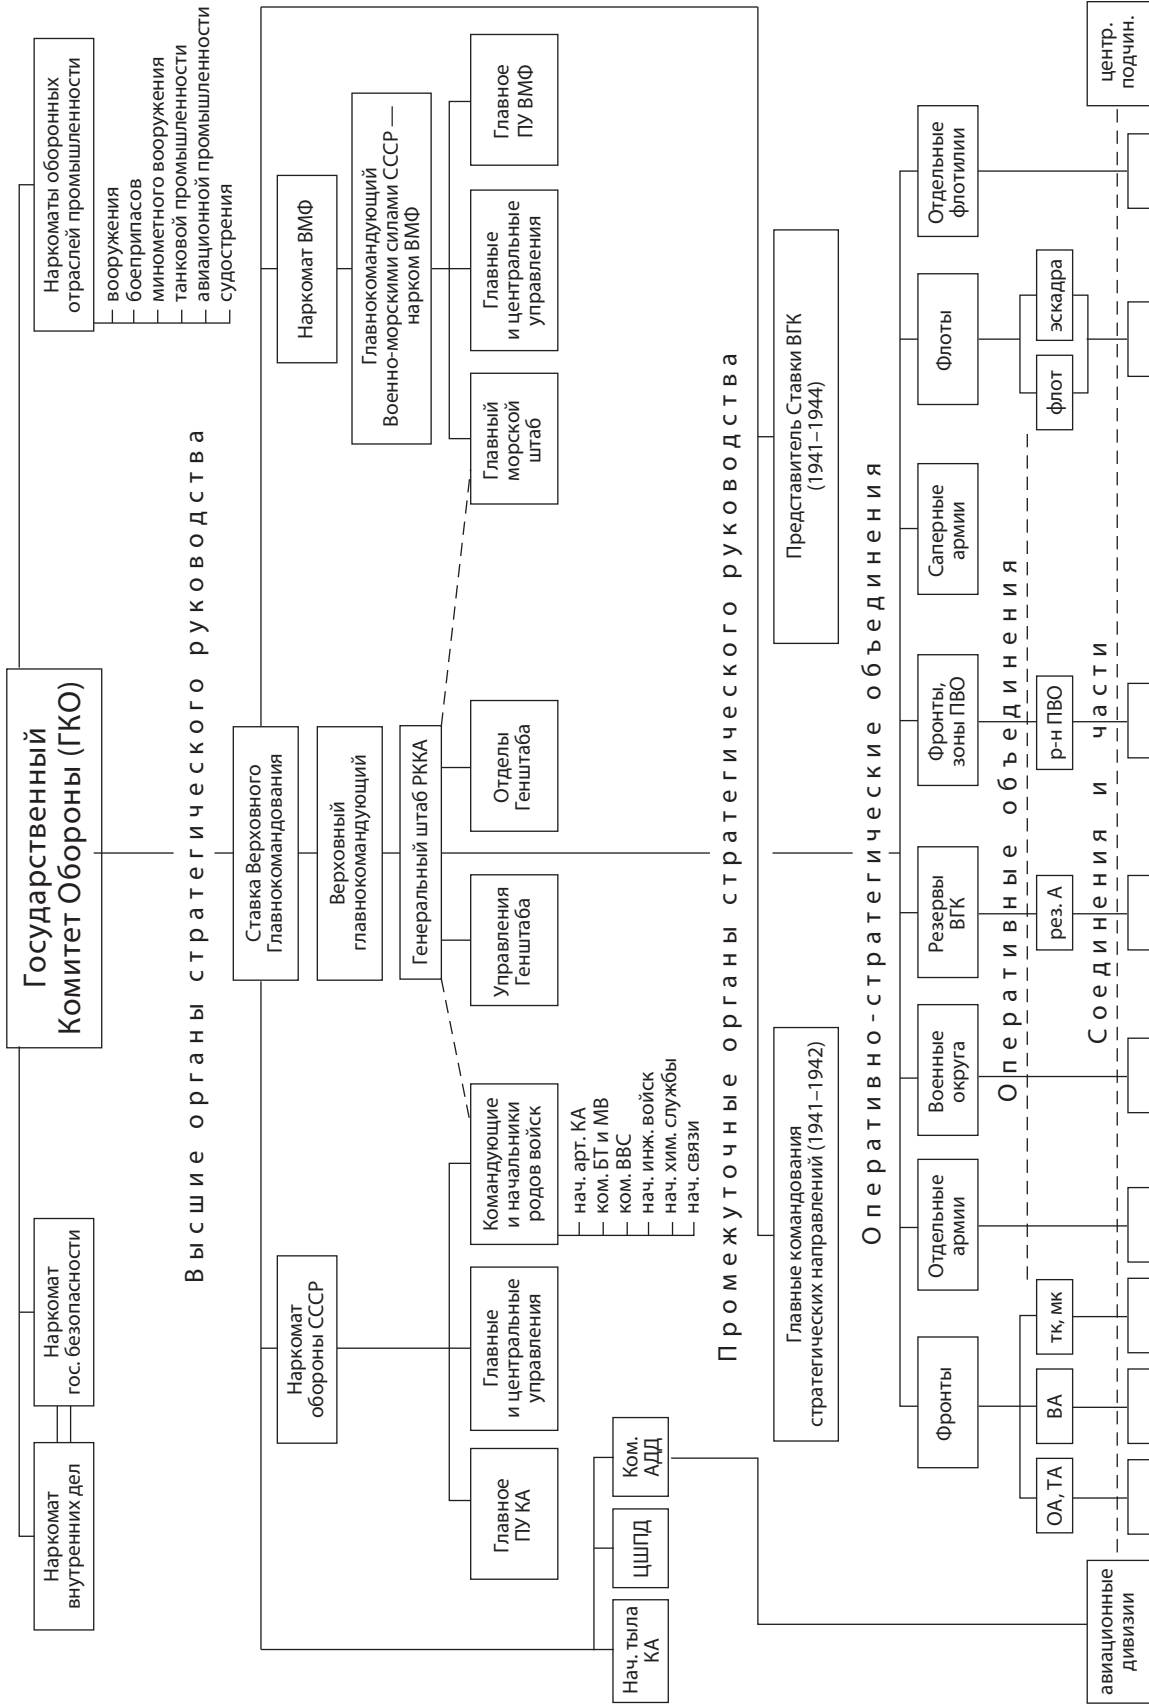 Государственный
Комитет Обороны (ГКО)
Наркомат
внутренних дел
Наркомат
гос. безопасности
Наркоматы оборонных
отраслей промышленности
вооружения
боеприпасов
минометного вооружения
танковой промышленности
авиационной промышленности
судострения
Высшие органы стратегического руководства
Ставка Верховного
Главнокомандования
Наркомат
обороны СССР
Верховный
главнокомандующий
Наркомат ВМФ
Генеральный штаб РККА
Главнокомандующий
Военно-морскими силами СССР —
нарком ВМФ
Главное
ПУ КА
Главные
и центральные
управления
Командующие
и начальники
родов войск
Управления
Генштаба
Отделы
Генштаба
Главный
морской
штаб
Главные
и центральные
управления
Главное
ПУ ВМФ
нач. арт. КА
ком. БТ и МВ
ком. ВВС
нач. инж. войск
нач. хим. службы
нач. связи
Нач. тыла
КА
ЦШПД
Ком.
АДД
Промежуточные органы стратегического руководства
Главные командования
стратегических направлений (1941–1942)
Представитель Ставки ВГК
(1941–1944)
Оперативно-стратегические объединения
Фронты
Отдельные
армии
Военные
округа
Резервы
ВГК
Фронты,
зоны ПВО
Саперные
армии
Флоты
Отдельные
флотилии
Оперативные объединения
ОА, ТА
ВА
тк, мк
рез. А
р-н ПВО
флот
эскадра
Соединения и части
авиационные
дивизии
центр.
подчин.